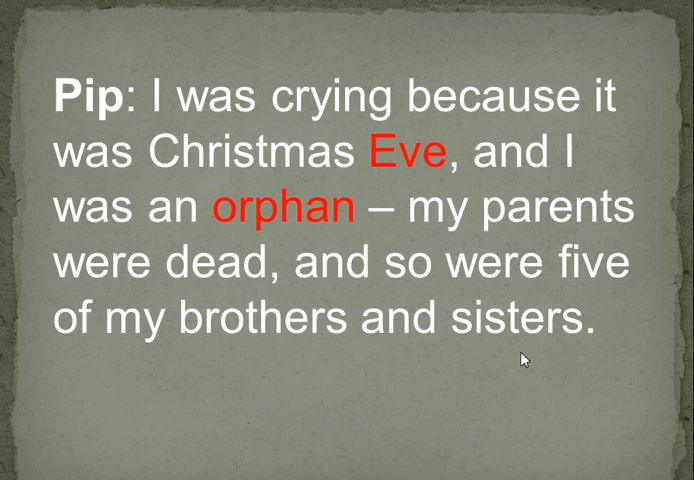 Pip: I was crying because it
was Christmas Eve, and I
was an orphan – my parents
were dead, and so were five
of my brothers and sisters.